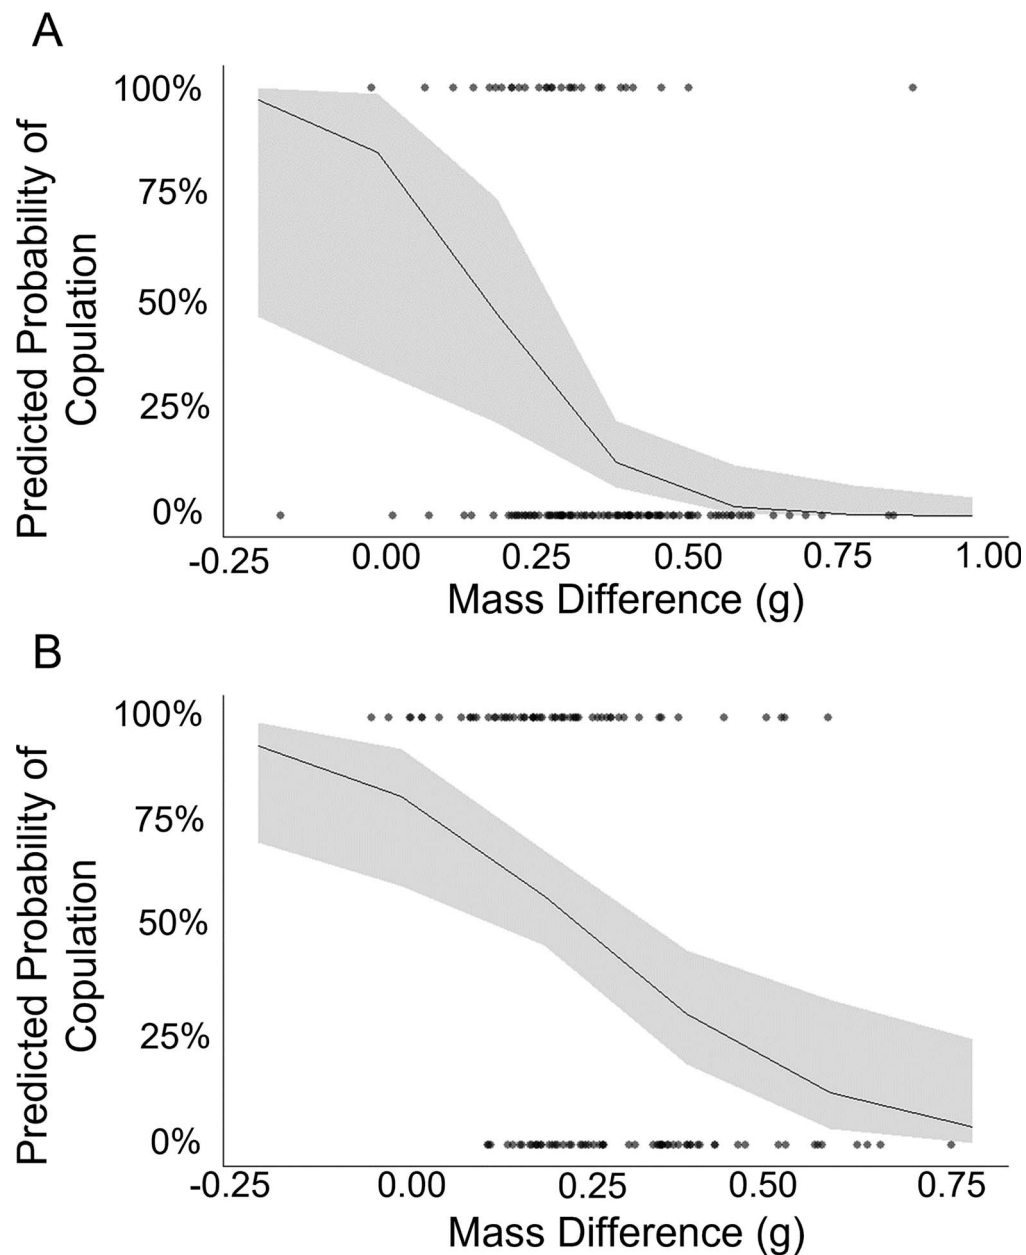 A
Predicted Probability of
Copulation
100%
75%
50%
25%
0%
-0.25 0.00 0.25 0.50 0.75 1.00
Mass Difference (g)
B
Predicted Probability of
Copulation
100%
75%
50%
25%
0%
-0.25 0.00 0.25 0.50 0.75
Mass Difference (g)